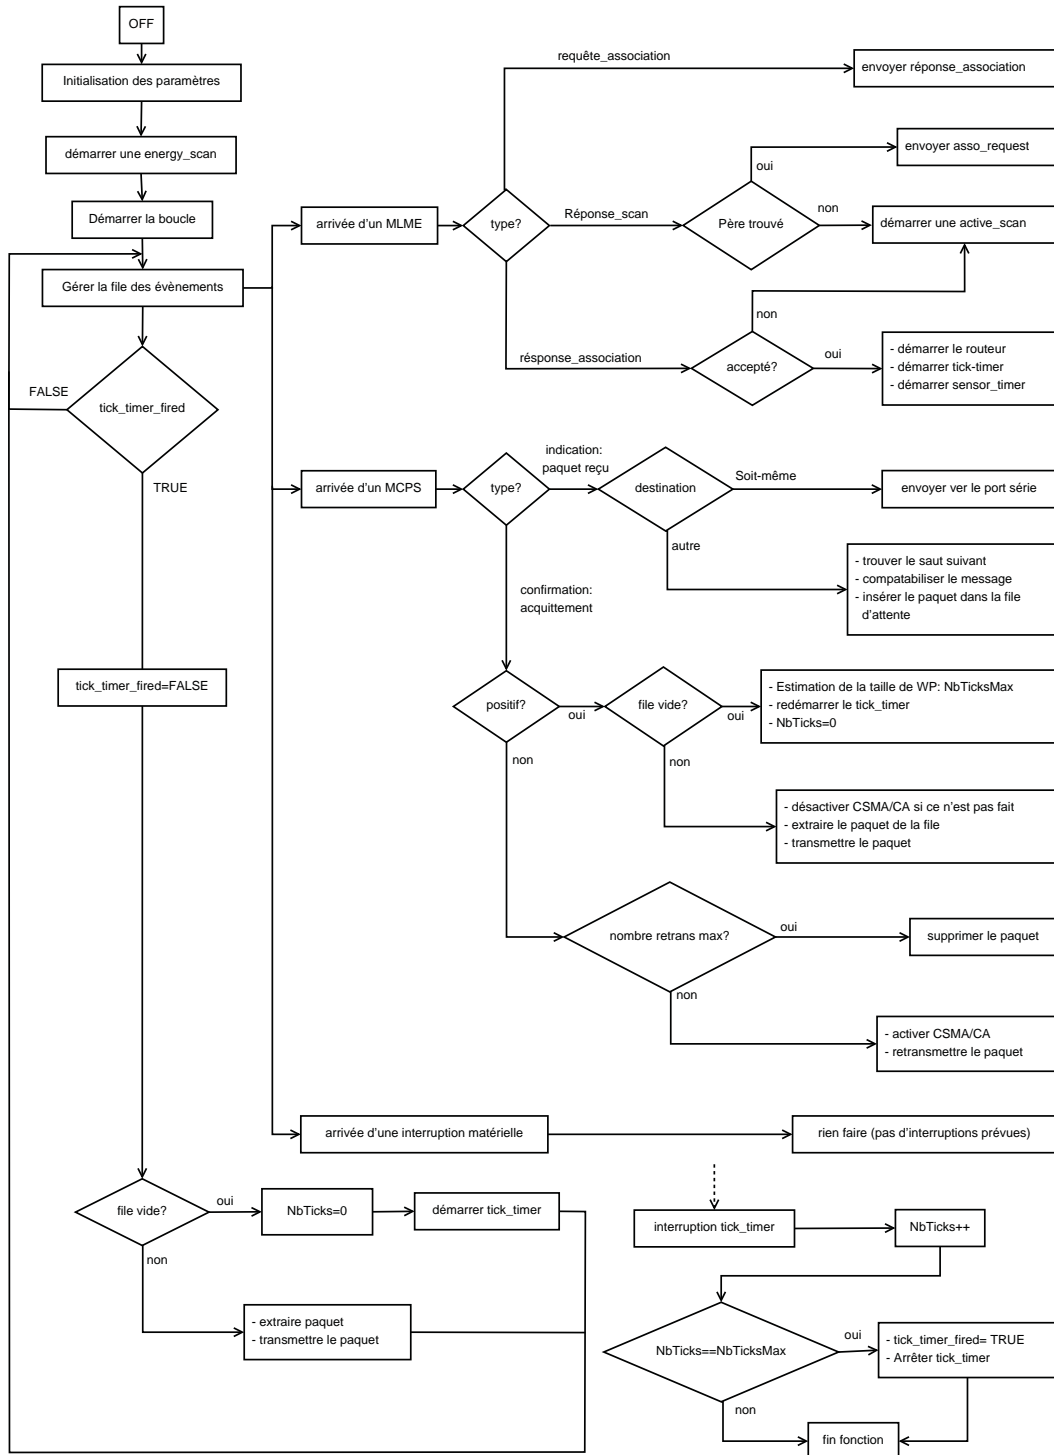 OFF
Initialisation des paramètres
démarrer une energy_scan
Démarrer la boucle
Gérer la file des évènements
FALSE
tick_timer_fired
TRUE
tick_timer_fired=FALSE
file vide?
oui
NbTicks=0
démarrer tick_timer
non
- extraire paquet
- transmettre le paquet
arrivée d'un MLME
type?
requête_association
envoyer réponse_association
Réponse_scan
Père trouvé
oui
envoyer asso_request
non
démarrer une active_scan
résponse_association
accepté?
non
oui
- démarrer le routeur
- démarrer tick-timer
- démarrer sensor_timer
arrivée d'un MCPS
type?
indication:
paquet reçu
destination
Soit-même
envoyer ver le port série
autre
- trouver le saut suivant
- compatabiliser le message
- insérer le paquet dans la file
d'attente
confirmation:
acquittement
positif?
oui
file vide?
oui
- Estimation de la taille de WP: NbTicksMax
- redémarrer le tick_timer
- NbTicks=0
non
non
- désactiver CSMA/CA si ce n'est pas fait
- extraire le paquet de la file
- transmettre le paquet
nombre retrans max?
oui
supprimer le paquet
non
- activer CSMA/CA
- retransmettre le paquet
arrivée d'une interruption matérielle
rien faire (pas d'interruptions prévues)
interruption tick_timer
NbTicks++
NbTicks==NbTicksMax
oui
- tick_timer_fired= TRUE
- Arrêter tick_timer
non
fin fonction